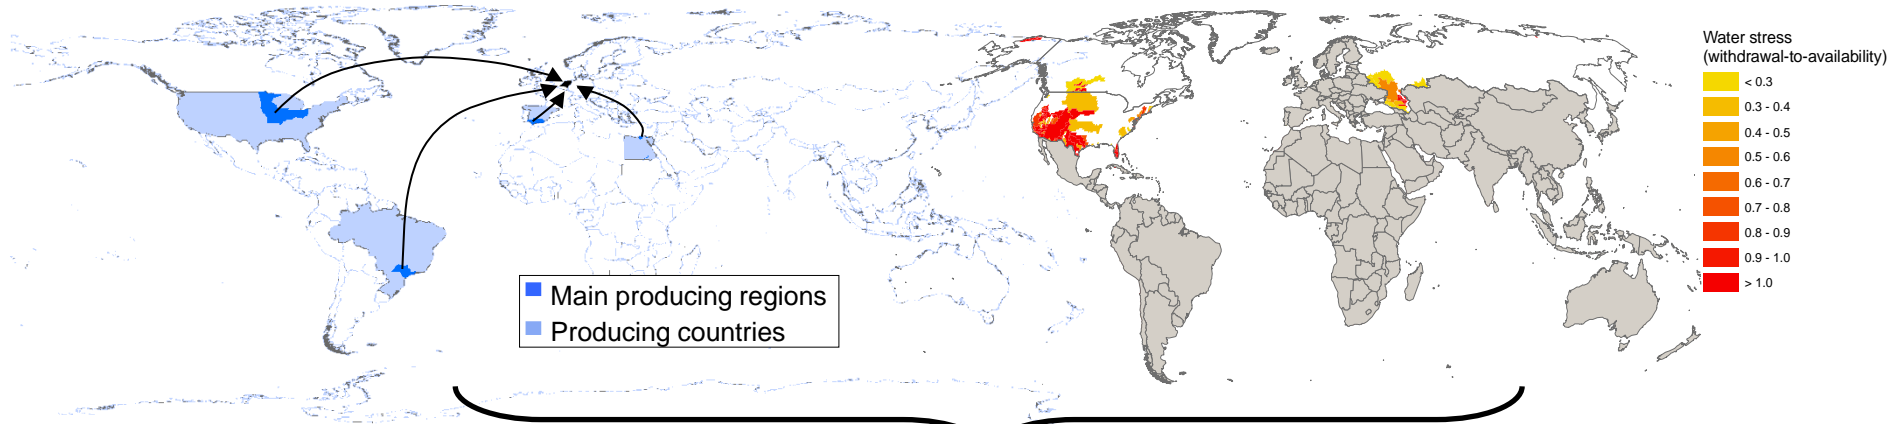 Main producing regions
Producing countries
Water stress
(withdrawal-to-availability)
< 0.3
0.3 - 0.4
0.4 - 0.5
0.5 - 0.6
0.6 - 0.7
0.7 - 0.8
0.8 - 0.9
0.9 - 1.0
> 1.0